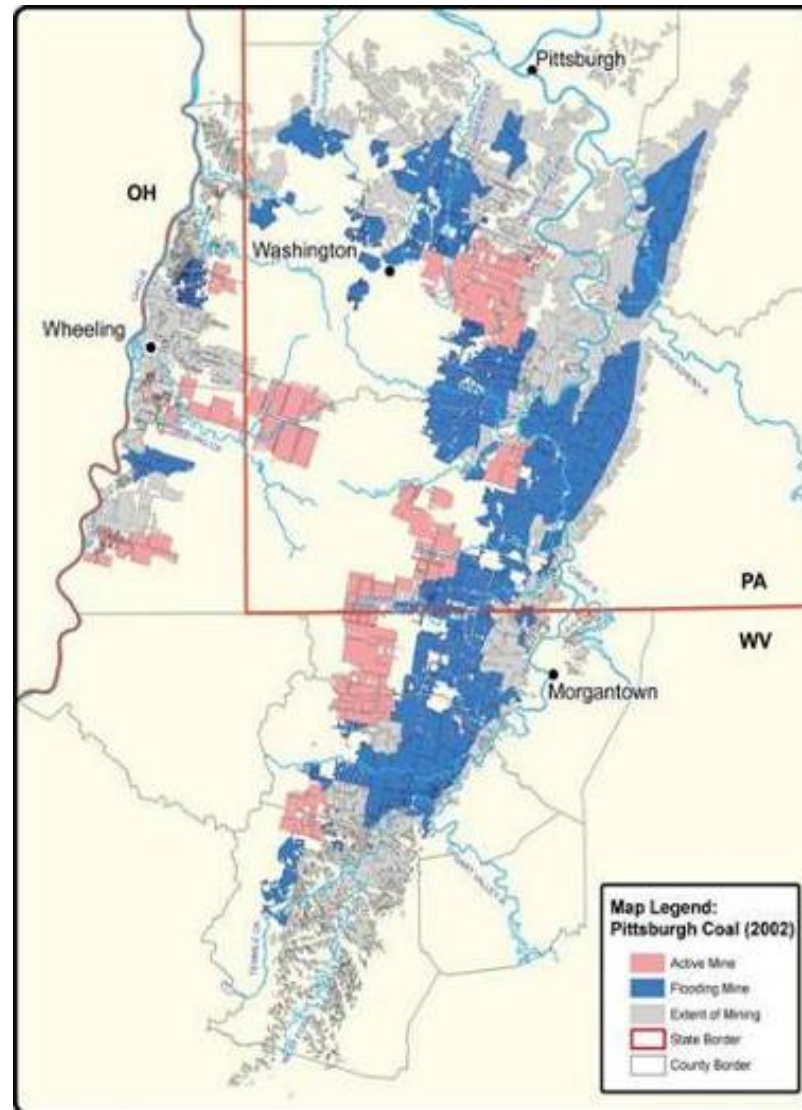 Pittsburgh
OH
Washington
Wheeling
PA
WV
Morgantown
Map Legend:
Pittsburgh Coal (2002)
Active Mine
Flooding Mine
Extent of Mining
State Border
County Border